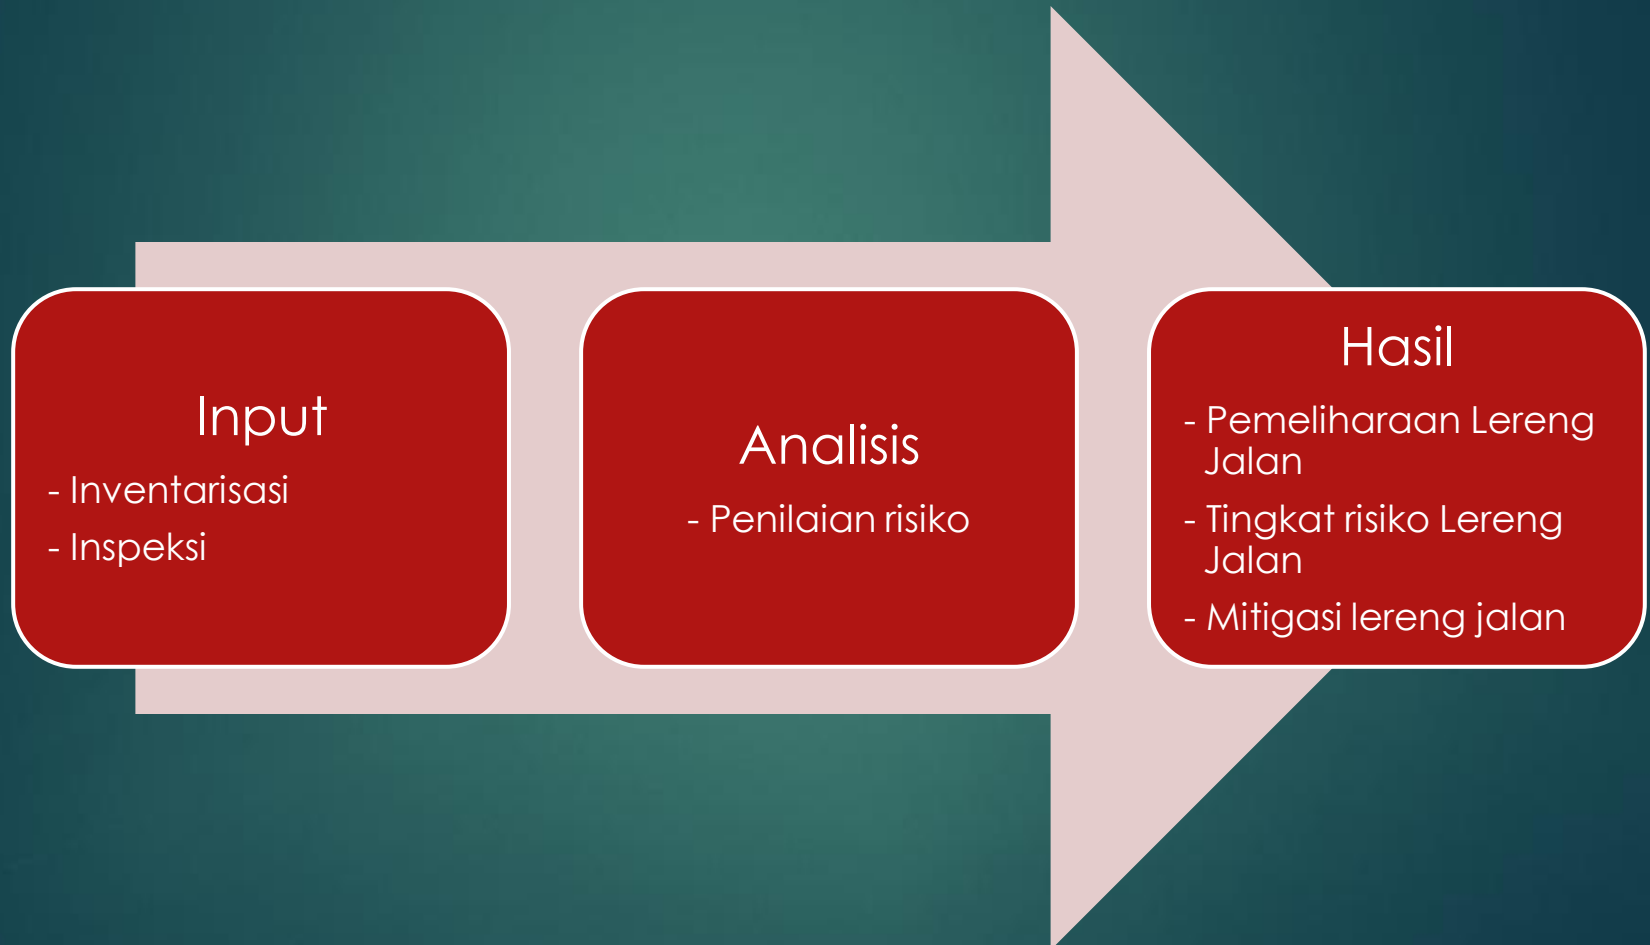 Input
- Inventarisasi
- Inspeksi
Analisis
- Penilaian risiko
Hasil
- Pemeliharaan Lereng
Jalan
- Tingkat risiko Lereng
Jalan
- Mitigasi lereng jalan